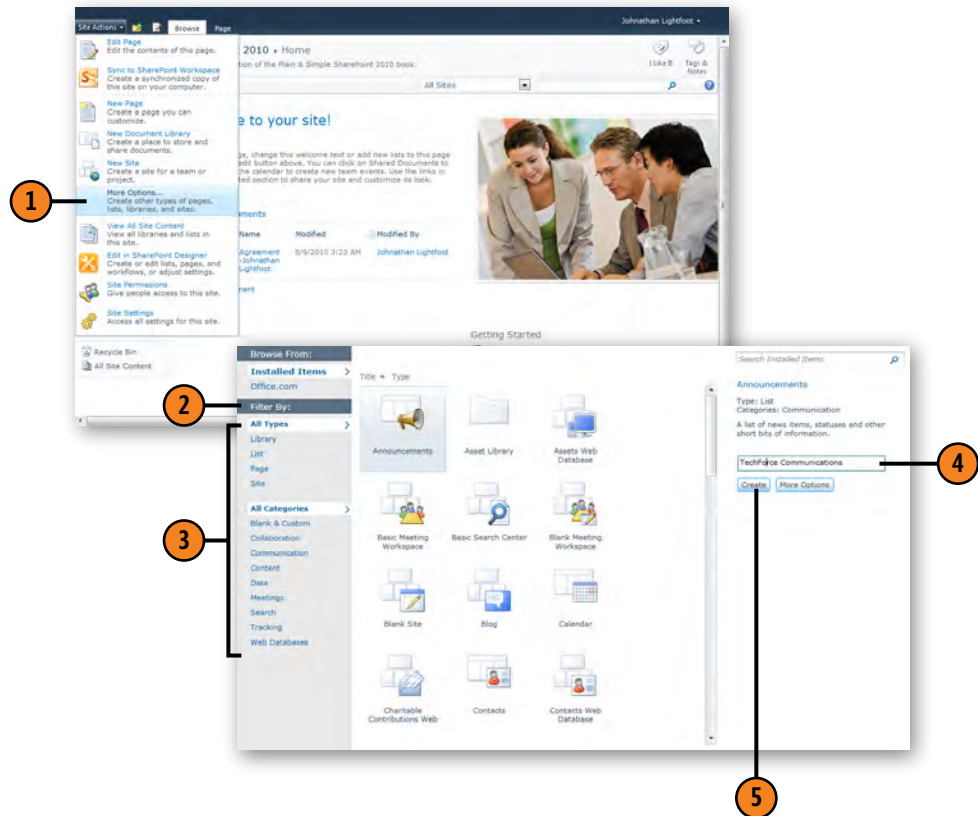 Johnathan Lightfoot
Site Actions
Browse
Page
Edit Page
Edit the contents of this page.
Sync to SharePoint Workspace
Create a synchronized copy of
this site on your computer.
New Page
Create a page you can
customize.
New Document Library
Create a place to store and
share documents.
New Site
Create a site for a team or
project.
More Options...
Create other types of pages,
lists, libraries, and sites.
View All Site Content
View all libraries and lists in
this site.
Edit in SharePoint Designer
Create or edit lists, pages, and
workflows, or adjust settings.
Site Permissions
Give people access to this site.
Site Settings
Access all settings for this site.
Recycle Bin
All Site Content
2010 Home
tion of the Plain & Simple SharePoint 2010 book.
I Like It
Tags &
Notes
All Sites
e to your site!
ge, change this welcome text or add new lists to this page
edit button above. You can click on Shared Documents to
the calendar to create new team events. Use the links in
ted section to share your site and customize its look.
ments
Name Modified Modified By
Agreement 8/9/2010 3:23 AM Johnathan Lightfoot
-Johnathan
Lightfoot
ment
Getting Started
1
2
3
4
5
Browse From:
Installed Items
Office.com
Filter By:
All Types
Library
List
Page
Site
All Categories
Blank & Custom
Collaboration
Communication
Content
Data
Meetings
Search
Tracking
Web Databases
Title Type
Announcements
Asset Library
Assets Web
Database
Basic Meeting
Workspace
Basic Search Center
Blank Meeting
Workspace
Blank Site
Blog
Calendar
Charitable
Contributions Web
Contacts
Contacts Web
Database
Search Installed Items
Announcements
Type: List
Categories: Communication
A list of news items, statuses and other
short bits of information.
TechForce Communications
Create
More Options